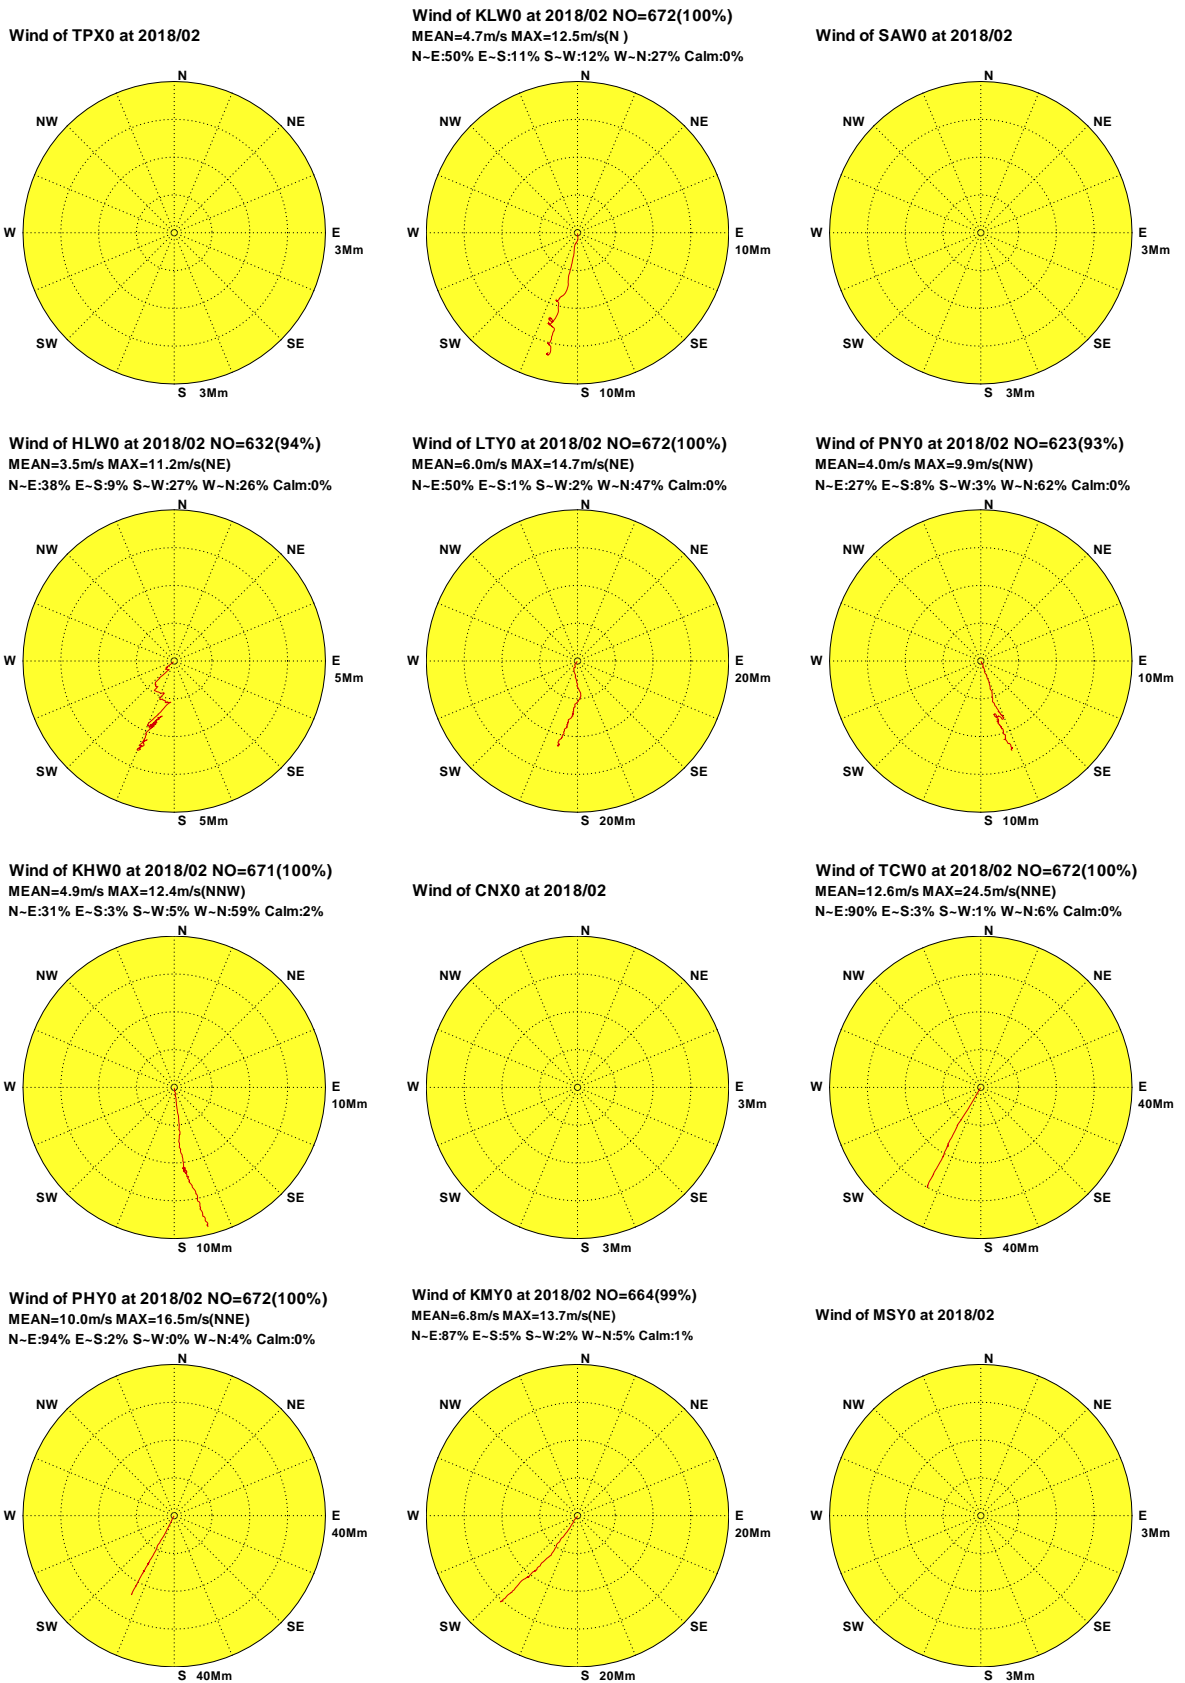 Wind of TPX0 at 2018/02
N
NW
NE
W
E
3Mm
SW
SE
S 3Mm
Wind of KLW0 at 2018/02 NO=672(100%)
MEAN=4.7m/s MAX=12.5m/s(N )
N~E:50% E~S:11% S~W:12% W~N:27% Calm:0%
N
NW
NE
W
E
10Mm
SW
SE
S 10Mm
Wind of SAW0 at 2018/02
N
NW
NE
W
E
3Mm
SW
SE
S 3Mm
Wind of HLW0 at 2018/02 NO=632(94%)
MEAN=3.5m/s MAX=11.2m/s(NE)
N~E:38% E~S:9% S~W:27% W~N:26% Calm:0%
N
NW
NE
W
E
5Mm
SW
SE
S 5Mm
Wind of LTY0 at 2018/02 NO=672(100%)
MEAN=6.0m/s MAX=14.7m/s(NE)
N~E:50% E~S:1% S~W:2% W~N:47% Calm:0%
N
NW
NE
W
E
20Mm
SW
SE
S 20Mm
Wind of PNY0 at 2018/02 NO=623(93%)
MEAN=4.0m/s MAX=9.9m/s(NW)
N~E:27% E~S:8% S~W:3% W~N:62% Calm:0%
N
NW
NE
W
E
10Mm
SW
SE
S 10Mm
Wind of KHW0 at 2018/02 NO=671(100%)
MEAN=4.9m/s MAX=12.4m/s(NNW)
N~E:31% E~S:3% S~W:5% W~N:59% Calm:2%
N
NW
NE
W
E
10Mm
SW
SE
S 10Mm
Wind of CNX0 at 2018/02
N
NW
NE
W
E
3Mm
SW
SE
S 3Mm
Wind of TCW0 at 2018/02 NO=672(100%)
MEAN=12.6m/s MAX=24.5m/s(NNE)
N~E:90% E~S:3% S~W:1% W~N:6% Calm:0%
N
NW
NE
W
E
40Mm
SW
SE
S 40Mm
Wind of PHY0 at 2018/02 NO=672(100%)
MEAN=10.0m/s MAX=16.5m/s(NNE)
N~E:94% E~S:2% S~W:0% W~N:4% Calm:0%
N
NW
NE
W
E
40Mm
SW
SE
S 40Mm
Wind of KMY0 at 2018/02 NO=664(99%)
MEAN=6.8m/s MAX=13.7m/s(NE)
N~E:87% E~S:5% S~W:2% W~N:5% Calm:1%
N
NW
NE
W
E
20Mm
SW
SE
S 20Mm
Wind of MSY0 at 2018/02
N
NW
NE
W
E
3Mm
SW
SE
S 3Mm